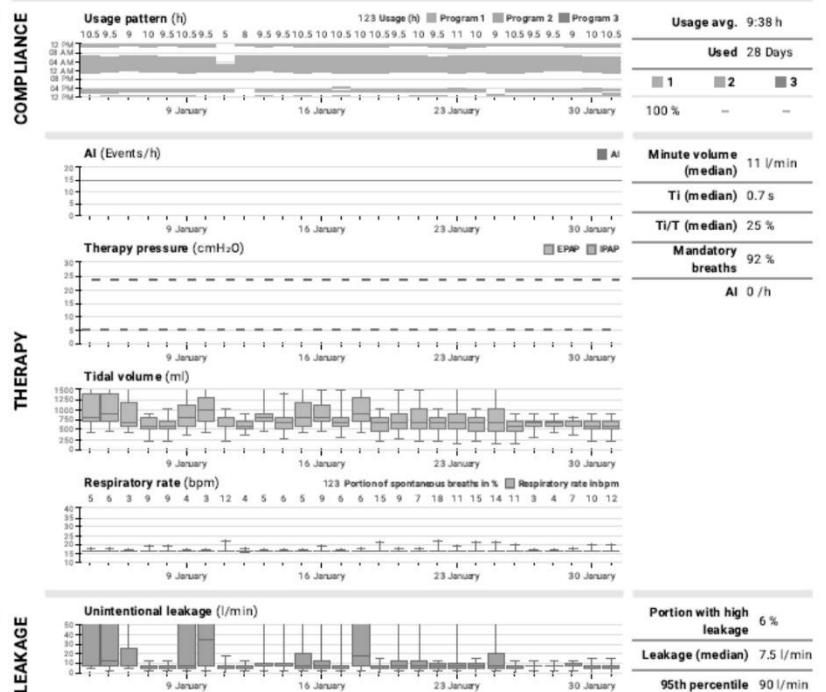 COMPLIANCE
Usage pattern (h)
123 Usage (h) Program 1 Program 2 Program 3
10.5 9.5 9 10 9.5 10.5 9.5 5 8 9.5 9.5 10.5 9.5 10.5 9.5 9.5 10 9.5 11 10 9 10.5 9.5 9.5 9.5 9 10 10.5
12 PM
08 AM
04 AM
12 AM
08 PM
04 PM
12 PM
9 January 16 January 23 January 30 January
Usage avg. 9:38 h
Used 28 Days
1 2 3
100 % – –
THERAPY
AI (Events/h)
AI
20
15
10
5
0
9 January 16 January 23 January 30 January
Therapy pressure (cmH₂O)
EPAP IPAP
30
25
20
15
10
5
0
9 January 16 January 23 January 30 January
Tidal volume (ml)
1500
1250
1000
750
500
250
0
9 January 16 January 23 January 30 January
Respiratory rate (bpm)
123 Portion of spontaneous breaths in % Respiratory rate in bpm
5 6 3 9 9 4 3 12 4 5 6 5 9 6 6 15 9 7 18 11 15 14 11 3 4 7 10 12
40
35
30
25
20
15
10
9 January 16 January 23 January 30 January
Minute volume
(median) 11 l/min
Ti (median) 0.7 s
Ti/T (median) 25 %
Mandatory
breaths 92 %
AI 0 /h
LEAKAGE
Unintentional leakage (l/min)
50
40
30
20
10
0
9 January 16 January 23 January 30 January
Portion with high
leakage 6 %
Leakage (median) 7.5 l/min
95th percentile 90 l/min